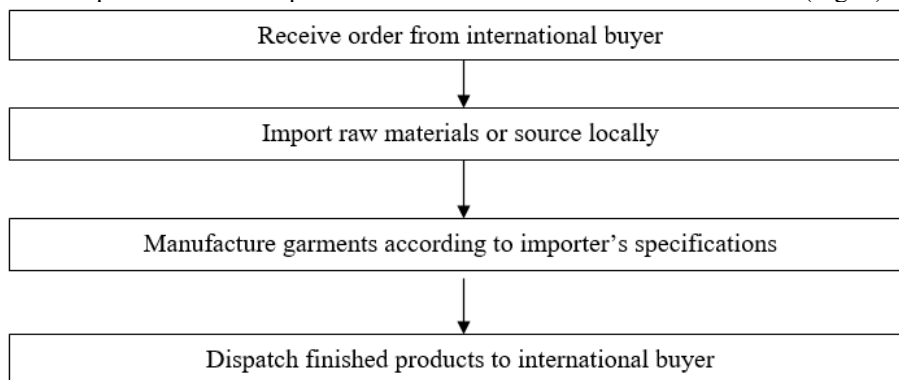 Receive order from international buyer
Import raw materials or source locally
Manufacture garments according to importer’s specifications
Dispatch finished products to international buyer